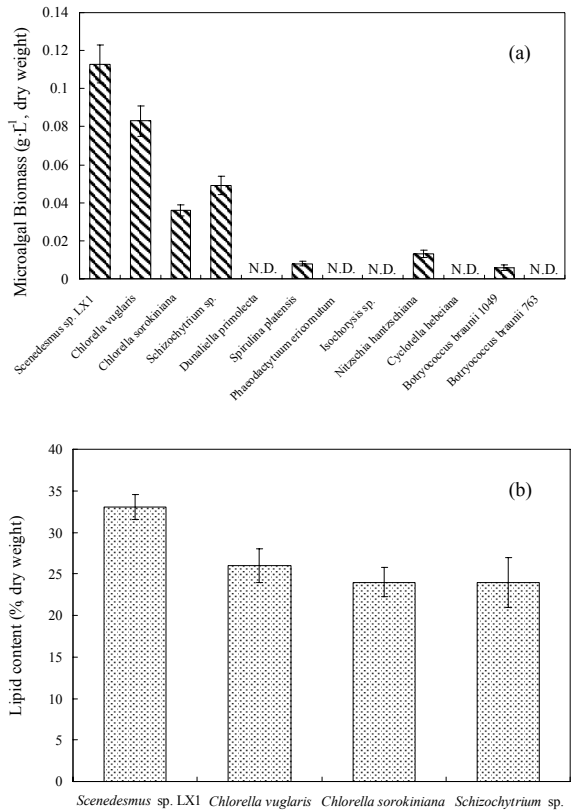 0.14
(a)
0.12
0.1
0.08
0.06
0.04
0.02
0
Microalgal Biomass (g·L⁻¹, dry weight)
N.D.
N.D.
N.D.
N.D.
N.D.
Scenedesmus sp. LX1
Chlorella vuglaris
Chlorella sorokiniana
Schizochytrium sp.
Dunaliella primolecta
Spirulina platensis
Phaeodactytuum ericornutum
Isochorysis sp.
Nitzschia hantzschiana
Cyclotella hebeiana
Botryococcus braunii 1049
Botryococcus braunii 763
40
(b)
35
30
25
20
15
10
5
0
Lipid content (%, dry weight)
Scenedesmus sp. LX1
Chlorella vuglaris
Chlorella sorokiniana
Schizochytrium sp.